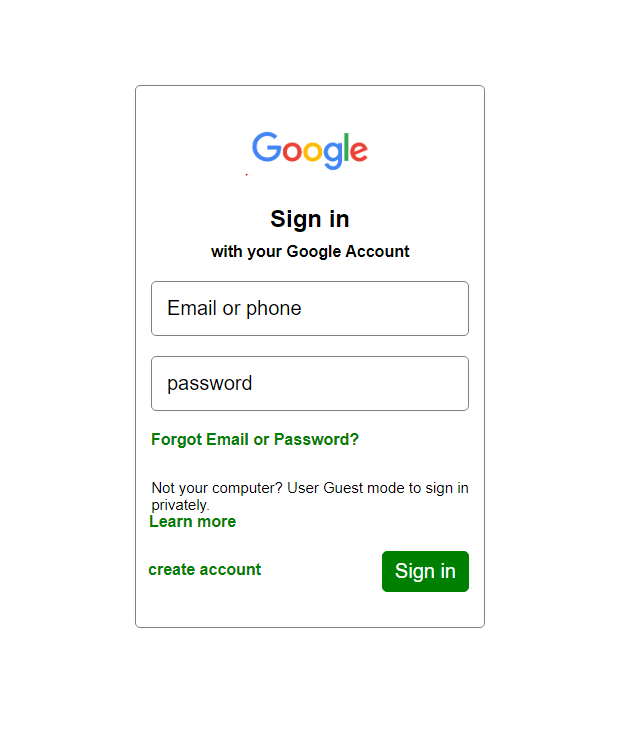 Google
Sign in
with your Google Account
Email or phone
password
Forgot Email or Password?
Not your computer? User Guest mode to sign in
privately.
Learn more
create account
Sign in